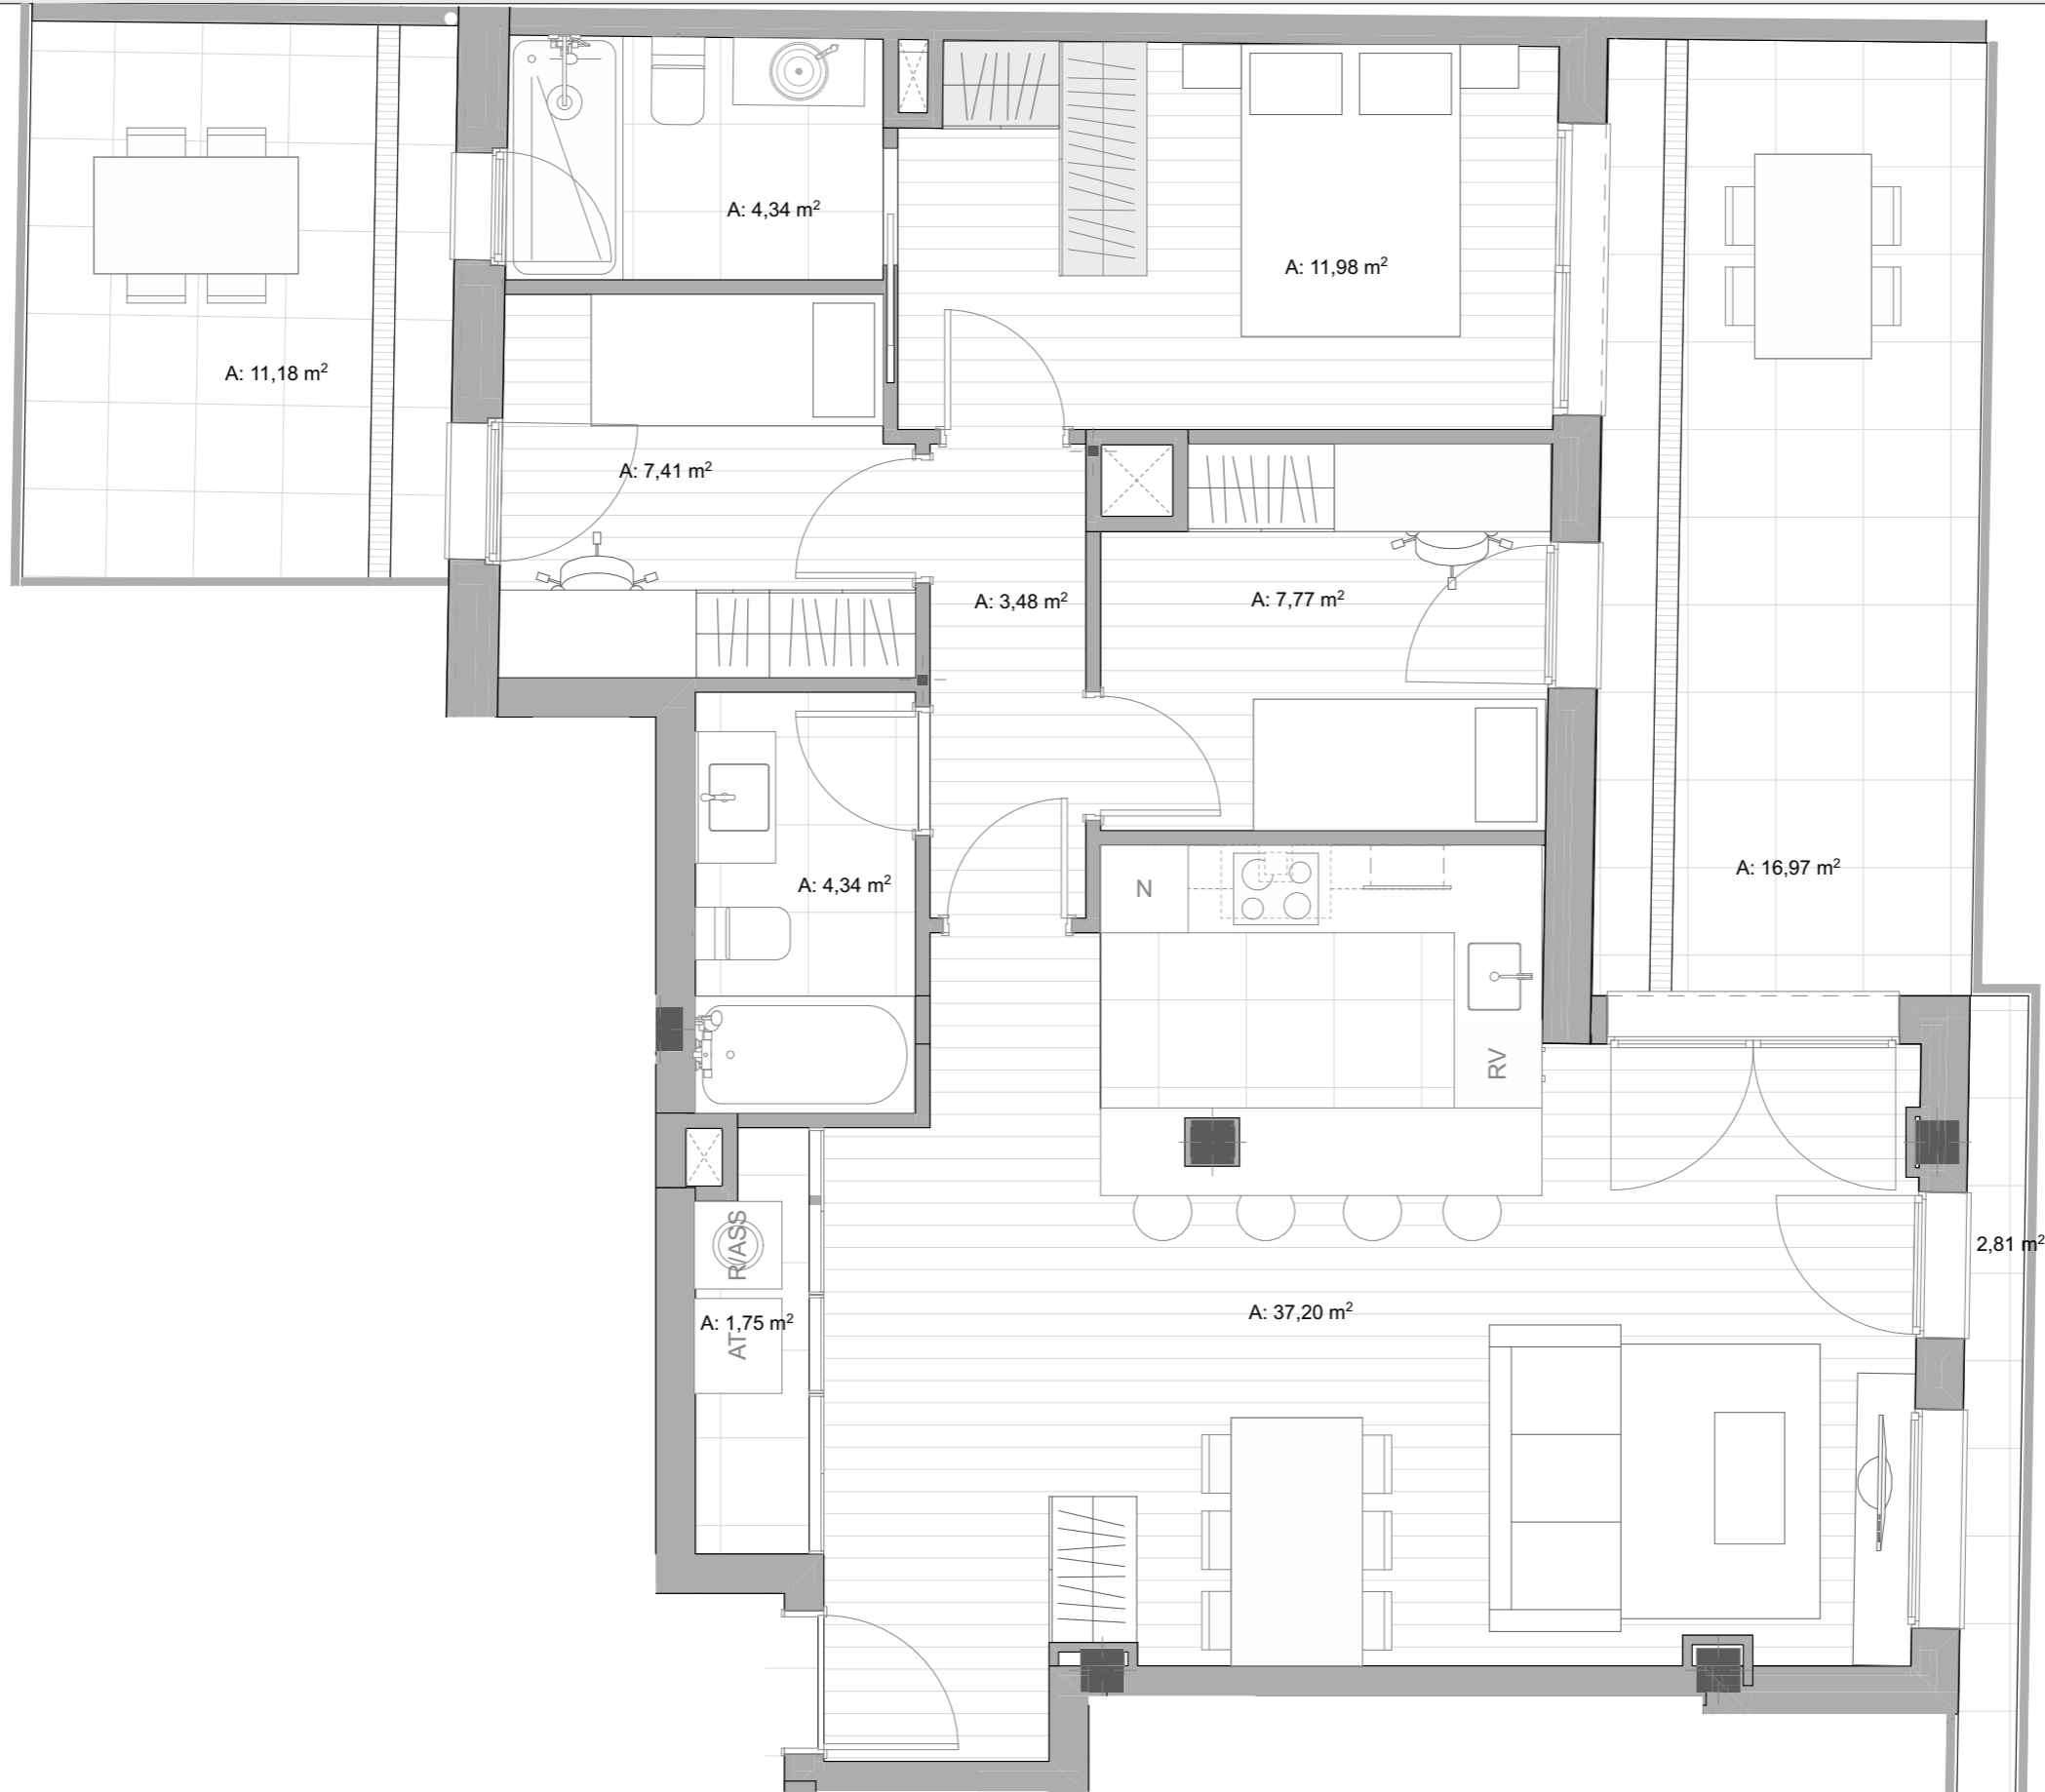 A: 4,34 m²
A: 11,98 m²
A: 11,18 m²
A: 7,41 m²
A: 3,48 m²
A: 7,77 m²
A: 16,97 m²
A: 4,34 m²
N
RV
R/ASS
2,81 m²
A: 37,20 m²
A: 1,75 m²
AT